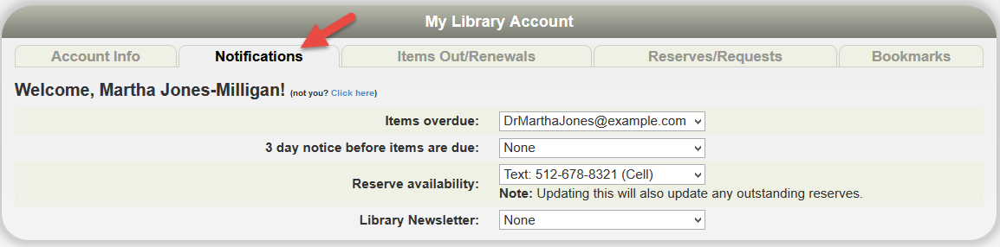 My Library Account
Account Info Notifications Items Out/Renewals Reserves/Requests Bookmarks
Welcome, Martha Jones-Milligan! (not you? Click here)
Items overdue: DrMarthaJones@example.com
3 day notice before items are due: None
Reserve availability: Text: 512-678-8321 (Cell)
Note: Updating this will also update any outstanding reserves.
Library Newsletter: None